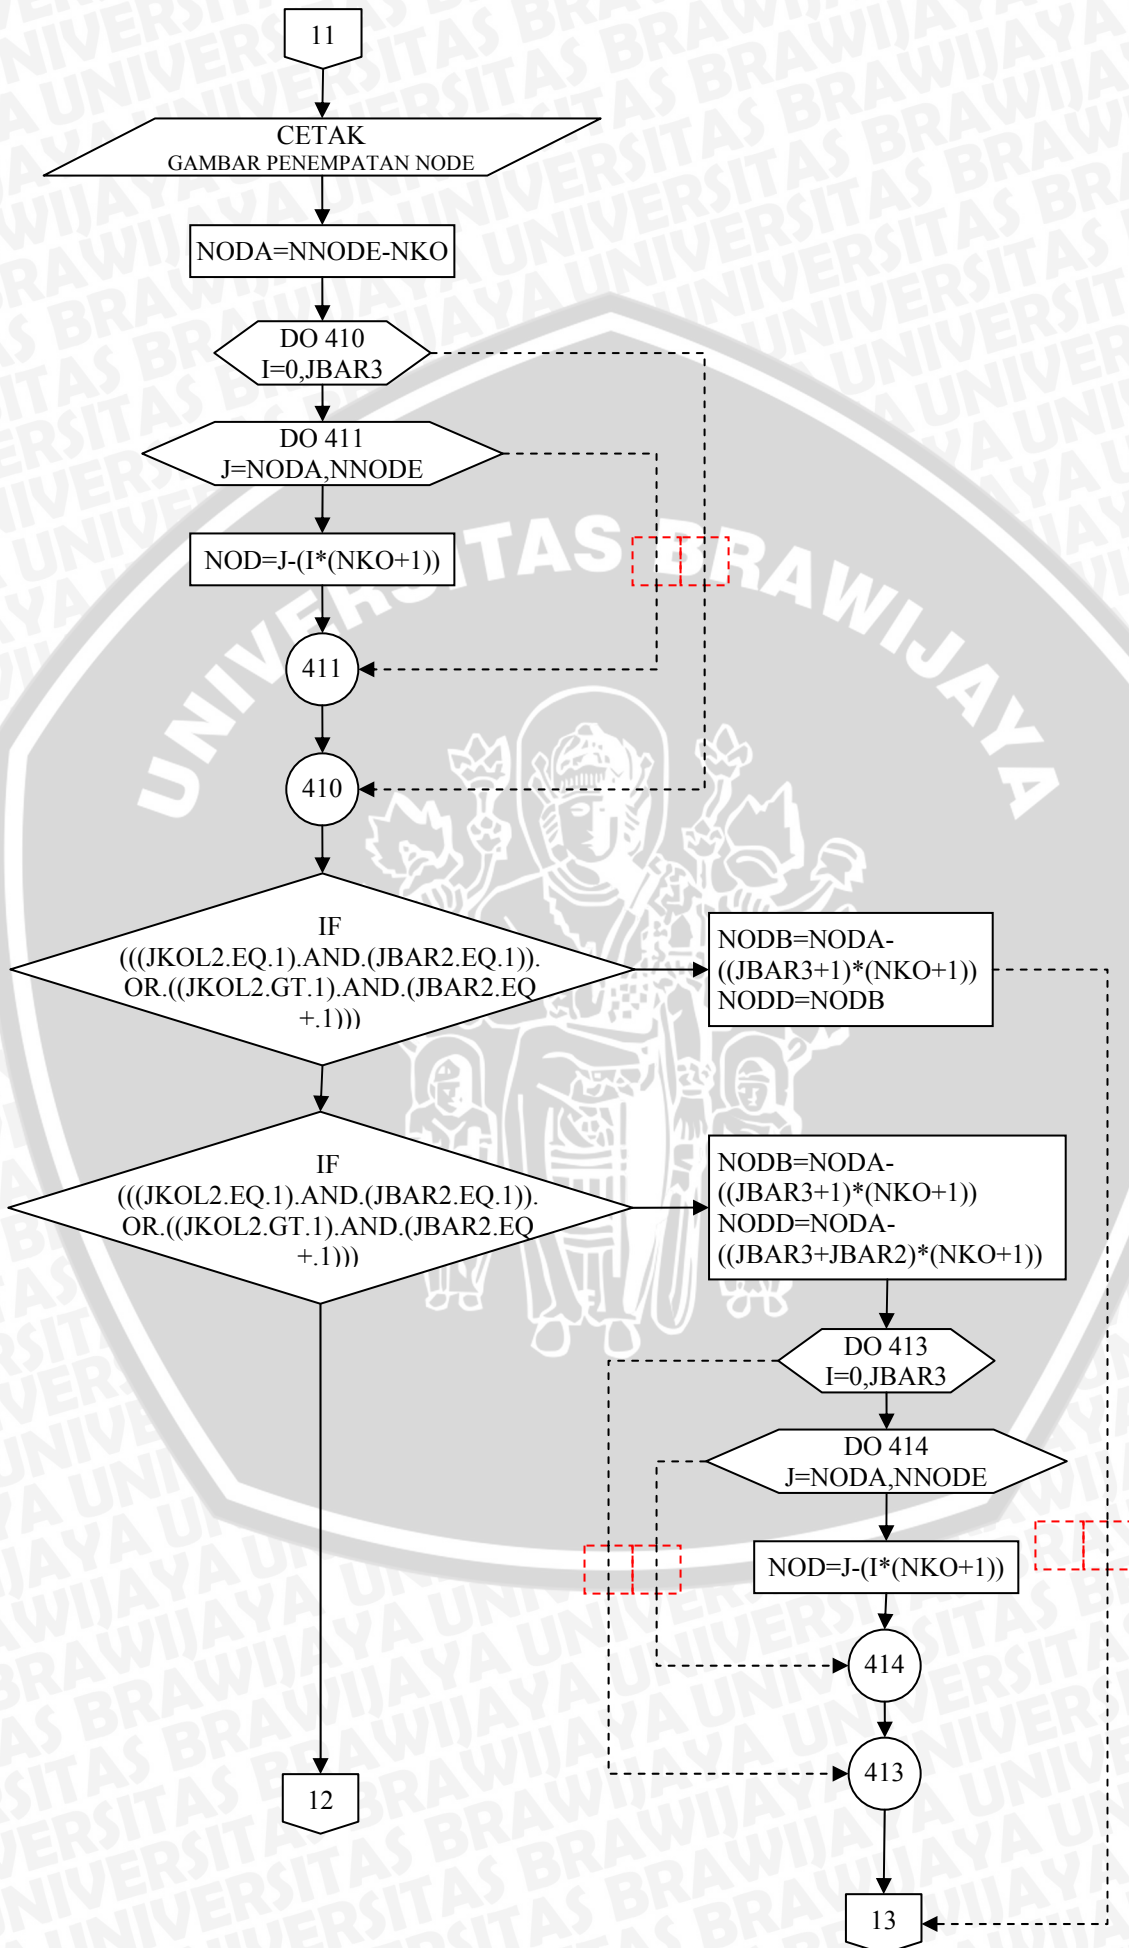 11
CETAK
GAMBAR PENEMPATAN NODE
NODA=NNODE-NKO
DO 410
I=0,JBAR3
DO 411
J=NODA,NNODE
NOD=J-(I*(NKO+1))
411
410
IF
(((JKOL2.EQ.1).AND.(JBAR2.EQ.1)).
OR.((JKOL2.GT.1).AND.(JBAR2.EQ
+.1)))
NODB=NODA-
((JBAR3+1)*(NKO+1))
NODD=NODB
IF
(((JKOL2.EQ.1).AND.(JBAR2.EQ.1)).
OR.((JKOL2.GT.1).AND.(JBAR2.EQ
+.1)))
NODB=NODA-
((JBAR3+1)*(NKO+1))
NODD=NODA-
((JBAR3+JBAR2)*(NKO+1))
DO 413
I=0,JBAR3
DO 414
J=NODA,NNODE
NOD=J-(I*(NKO+1))
414
413
12
13
UNIVERSITAS BRAWIJAYA